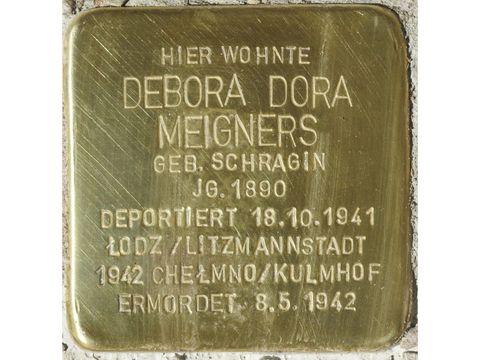 HIER WOHNTE
DEBORA DORA
MEIGNERS
GEB. SCHRAGIN
JG. 1890
DEPORTIERT 18.10.1941
ŁODZ/LITZMANNSTADT
1942 CHEŁMNO/KULMHOF
ERMORDET 8.5.1942